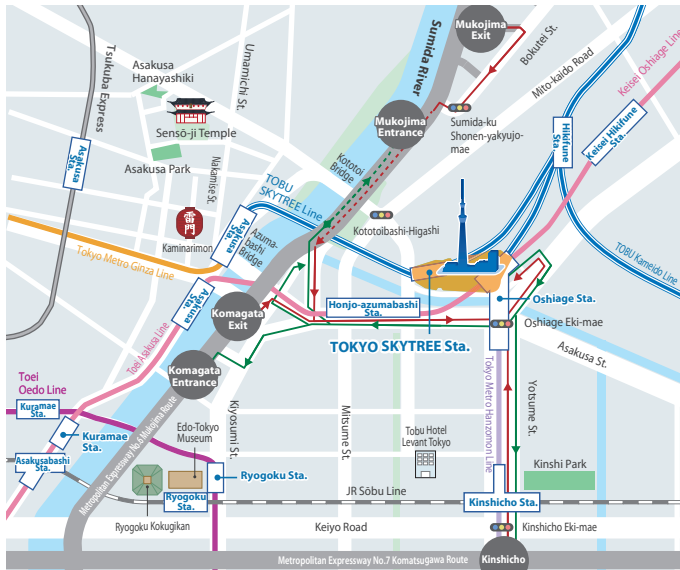 Mukojima
Exit
Sumida River
Bokutei St.
Mito-kaido Road
Keisei Oshiage Line
Tsukuba Express
Asakusa
Hanayashiki
Umamichi St.
Sensō-ji Temple
Asakusa Park
Asakusa
Sta.
Nakamise St.
Mukojima
Entrance
Sumida-ku
Shonen-yakyujo-
mae
Hikifune
Sta.
Keisei Hikifune
Sta.
Kototoi
Bridge
TOBU
SKYTREE Line
雷門
Kaminarimon
Asakusa
Sta.
Azuma-
bashi
Bridge
Kototoibashi-Higashi
Tokyo Metro Ginza Line
TOBU Kameido Line
Asakusa
Sta.
Komagata
Exit
Honjo-azumabashi
Sta.
Oshiage Sta.
Oshiage Eki-mae
TOKYO SKYTREE Sta.
Asakusa St.
Toei Asakusa Line
Komagata
Entrance
Toei
Oedo Line
Kuramae
Sta.
Kuramae
Sta.
Asakusabashi
Sta.
Metropolitan Expressway No.6 Mukojima Route
Kiyosumi St.
Edo-Tokyo
Museum
Ryogoku Sta.
Ryogoku
Sta.
Ryogoku Kokugikan
Mitsume St.
Tobu Hotel
Levant Tokyo
Tokyo Metro Hanzomon Line
Yotsume St.
Kinshi Park
JR Sōbu Line
Kinshicho Sta.
Keiyo Road
Kinshicho Eki-mae
Metropolitan Expressway No.7 Komatsugawa Route
Kinshicho